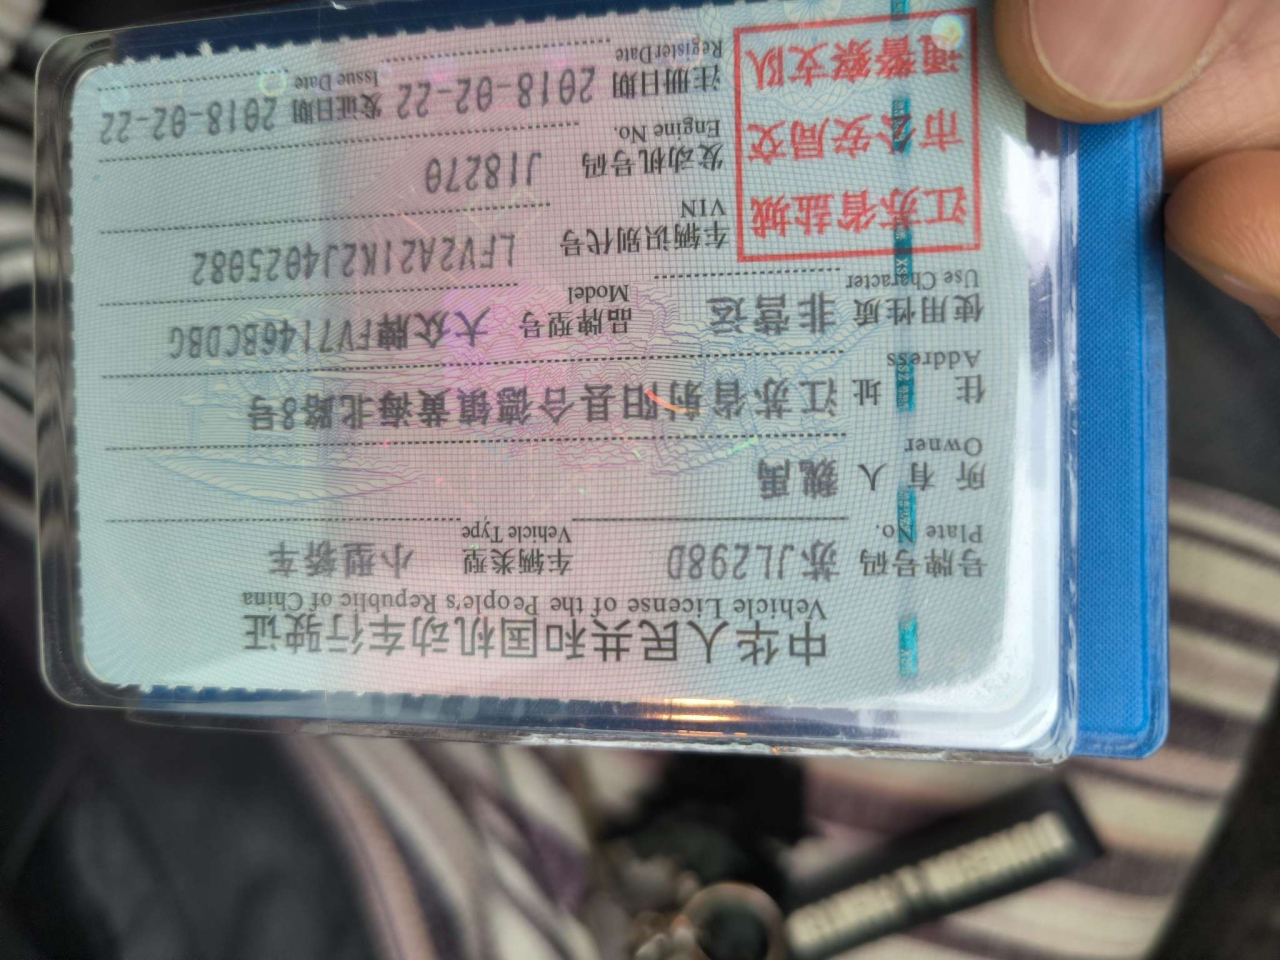 中华人民共和国机动车行驶证
Vehicle License of the People's Republic of China
号牌号码 苏JL298D 车辆类型 小型轿车
Plate No. Vehicle Type
所有人 魏禹
Owner
住址 江苏省射阳县合德镇黄海北路8号
Address
使用性质 非营运 品牌型号 大众牌FV7146BCDBG
Use Character Model
江苏省盐城
市公安局交
通警察支队
车辆识别代号 LFV2A21K2J4025082
VIN
发动机号码 J18270
Engine No.
注册日期 2018-02-22 发证日期 2018-02-22
Register Date Issue Date